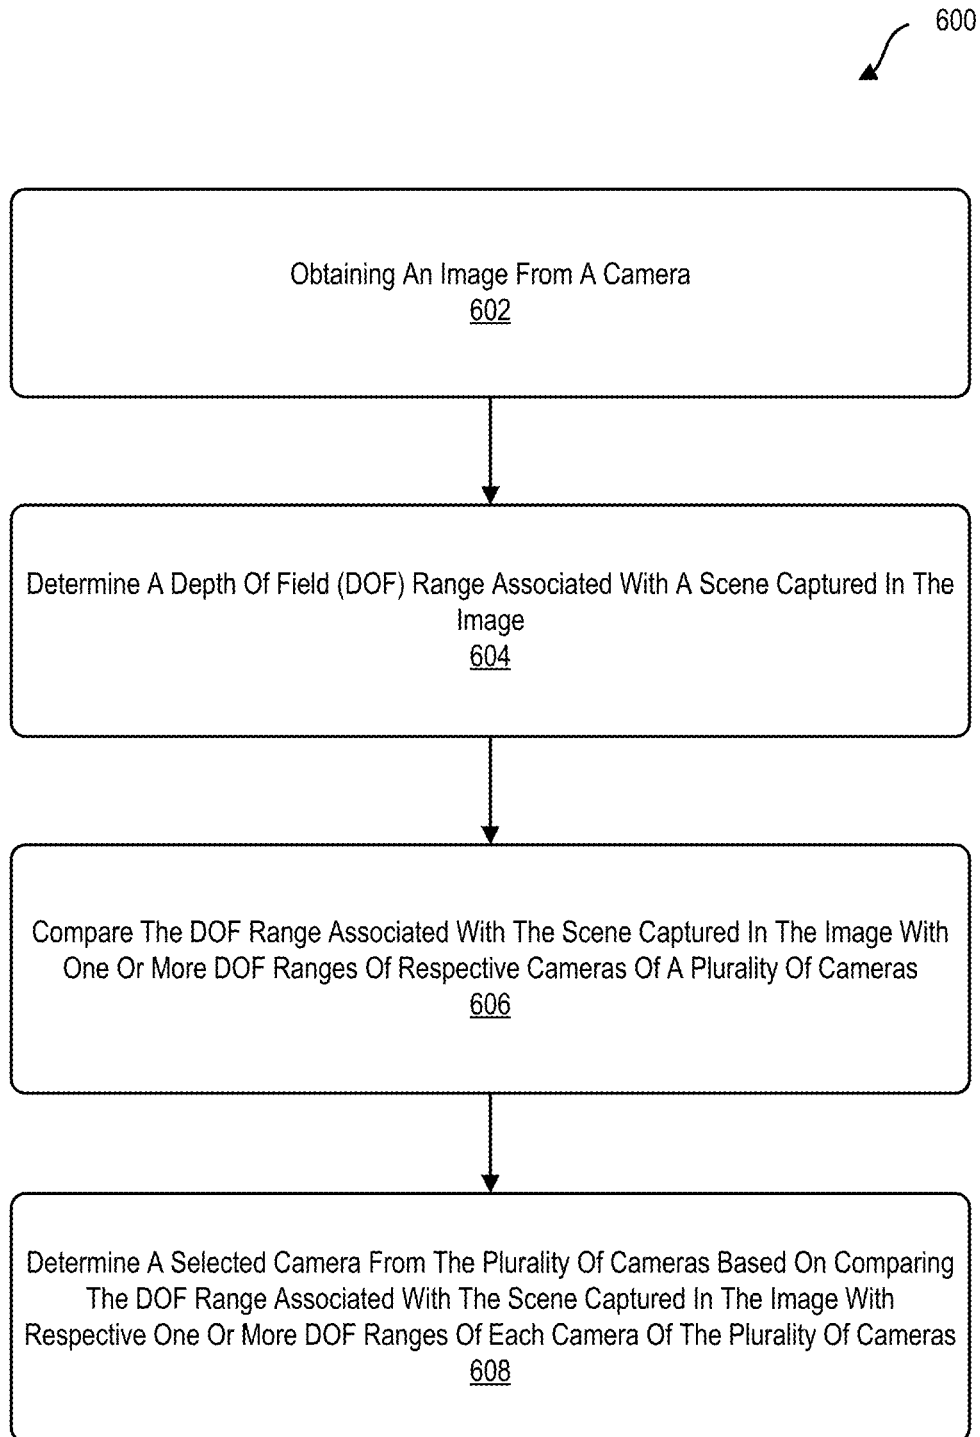 600
Obtaining An Image From A Camera
602
Determine A Depth Of Field (DOF) Range Associated With A Scene Captured In The
Image
604
Compare The DOF Range Associated With The Scene Captured In The Image With
One Or More DOF Ranges Of Respective Cameras Of A Plurality Of Cameras
606
Determine A Selected Camera From The Plurality Of Cameras Based On Comparing
The DOF Range Associated With The Scene Captured In The Image With
Respective One Or More DOF Ranges Of Each Camera Of The Plurality Of Cameras
608